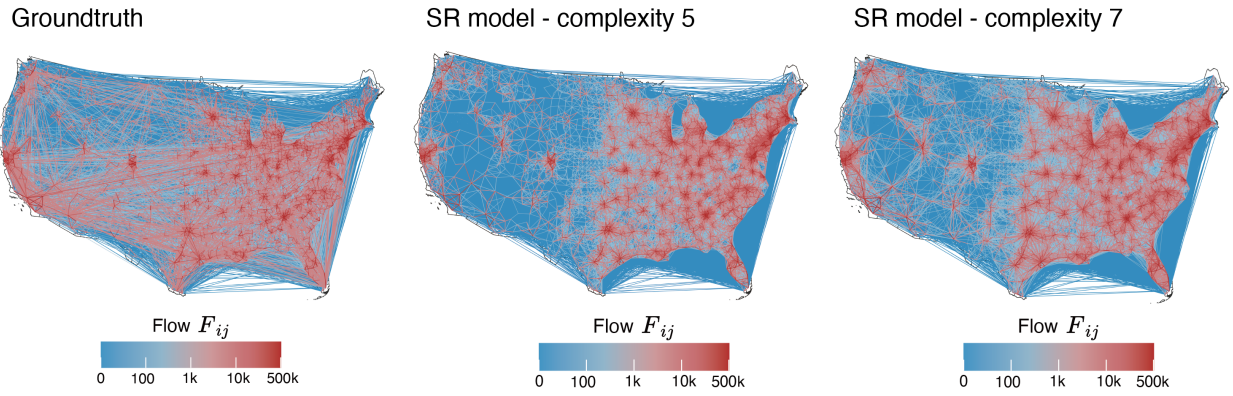 Groundtruth
SR model - complexity 5
SR model - complexity 7
Flow F_ij
0 100 1k 10k 500k
Flow F_ij
0 100 1k 10k 500k
Flow F_ij
0 100 1k 10k 500k